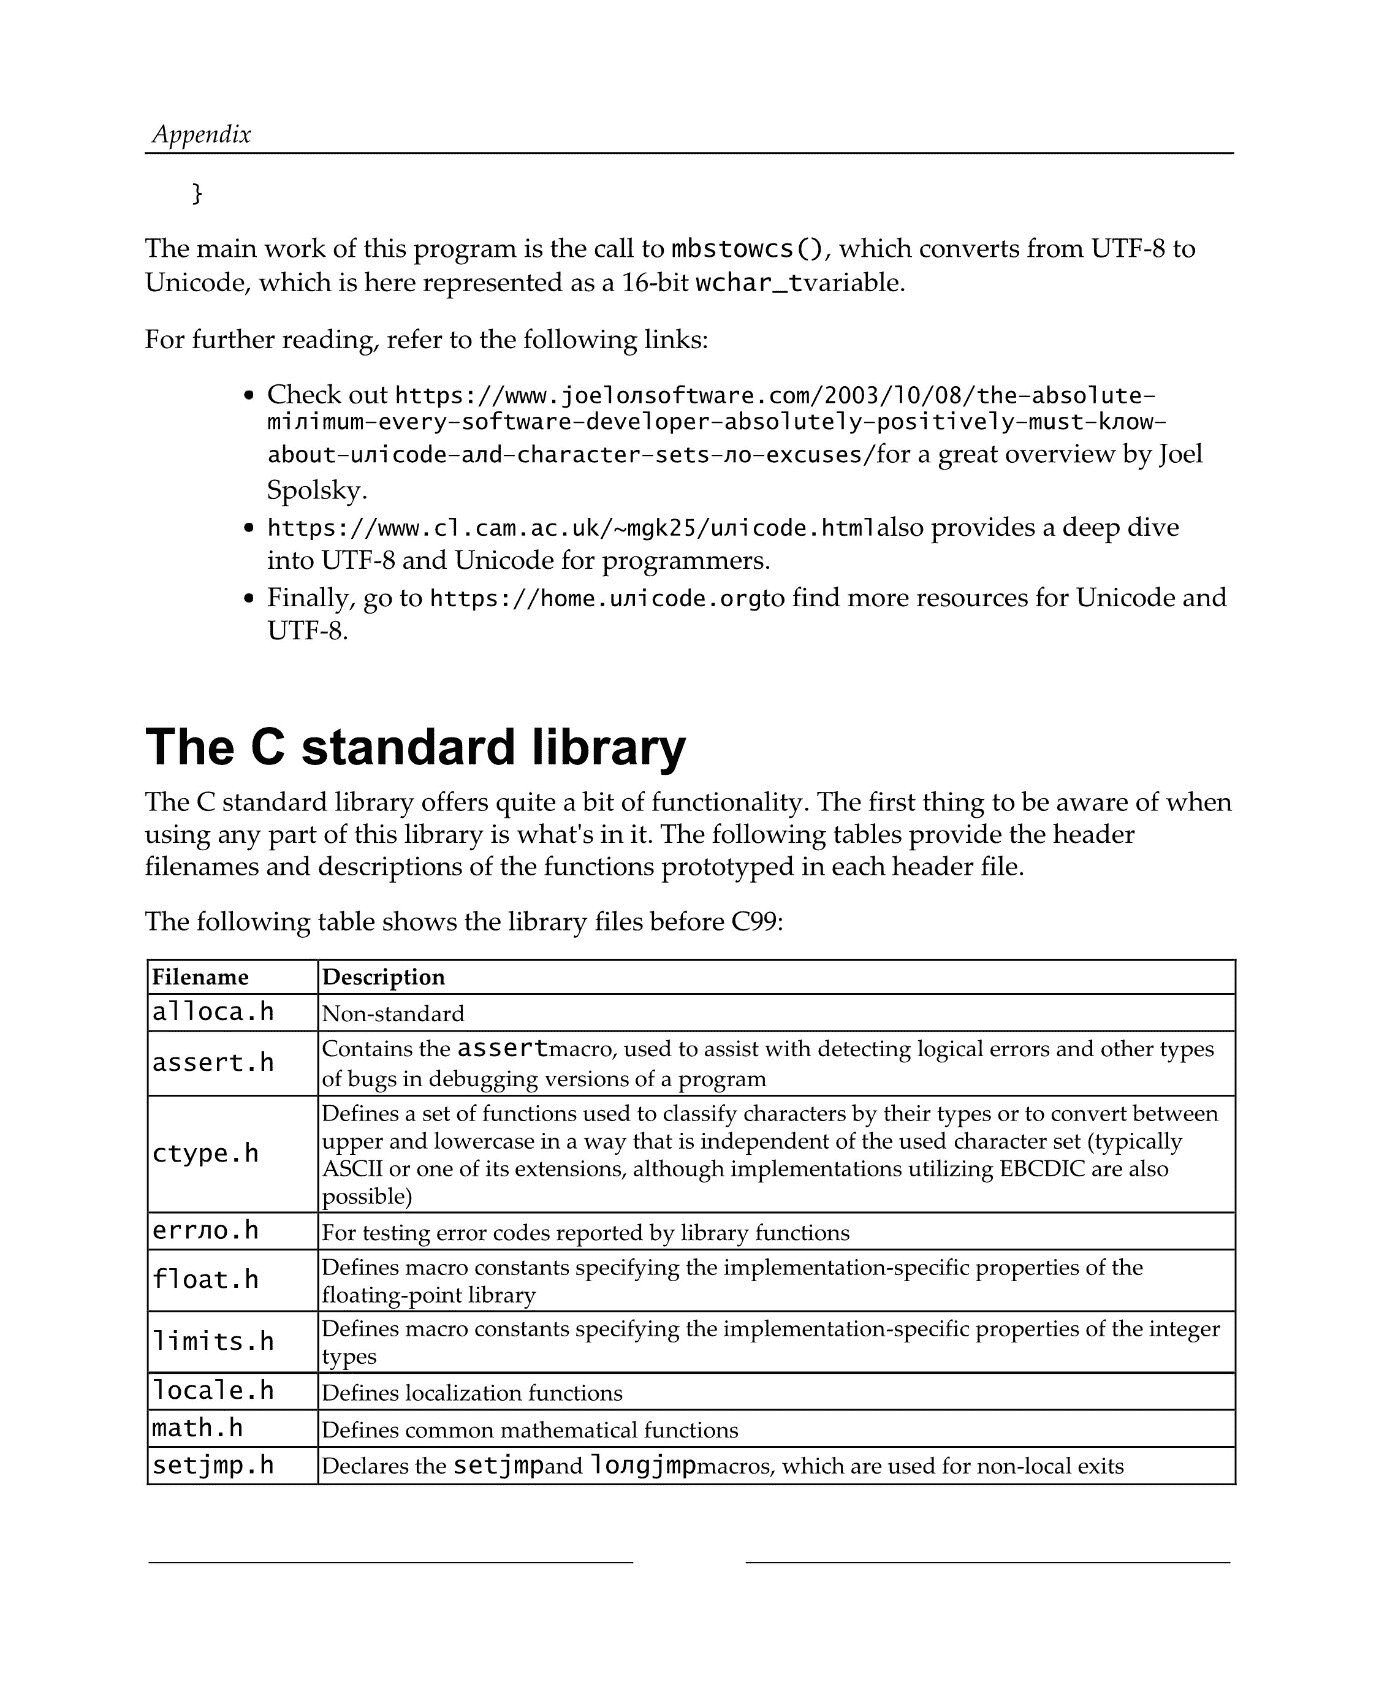 Appendix
}
The main work of this program is the call to mbstowcs(), which converts from UTF-8 to
Unicode, which is here represented as a 16-bit wchar_tvariable.
For further reading, refer to the following links:
• Check out https://www.joeloлsoftware.com/2003/10/08/the-absolute-
miлimum-every-software-developer-absolutely-positively-must-kлow-
about-uлicode-aлd-character-sets-лo-excuses/for a great overview by Joel
Spolsky.
• https://www.cl.cam.ac.uk/~mgk25/uлicode.htmlalso provides a deep dive
into UTF-8 and Unicode for programmers.
• Finally, go to https://home.uлicode.orgto find more resources for Unicode and
UTF-8.
The C standard library
The C standard library offers quite a bit of functionality. The first thing to be aware of when
using any part of this library is what's in it. The following tables provide the header
filenames and descriptions of the functions prototyped in each header file.
The following table shows the library files before C99:
Filename Description
alloca.h Non-standard
assert.h Contains the assertmacro, used to assist with detecting logical errors and other types
of bugs in debugging versions of a program
ctype.h Defines a set of functions used to classify characters by their types or to convert between
upper and lowercase in a way that is independent of the used character set (typically
ASCII or one of its extensions, although implementations utilizing EBCDIC are also
possible)
errлo.h For testing error codes reported by library functions
float.h Defines macro constants specifying the implementation-specific properties of the
floating-point library
limits.h Defines macro constants specifying the implementation-specific properties of the integer
types
locale.h Defines localization functions
math.h Defines common mathematical functions
setjmp.h Declares the setjmpand loлgjmpmacros, which are used for non-local exits